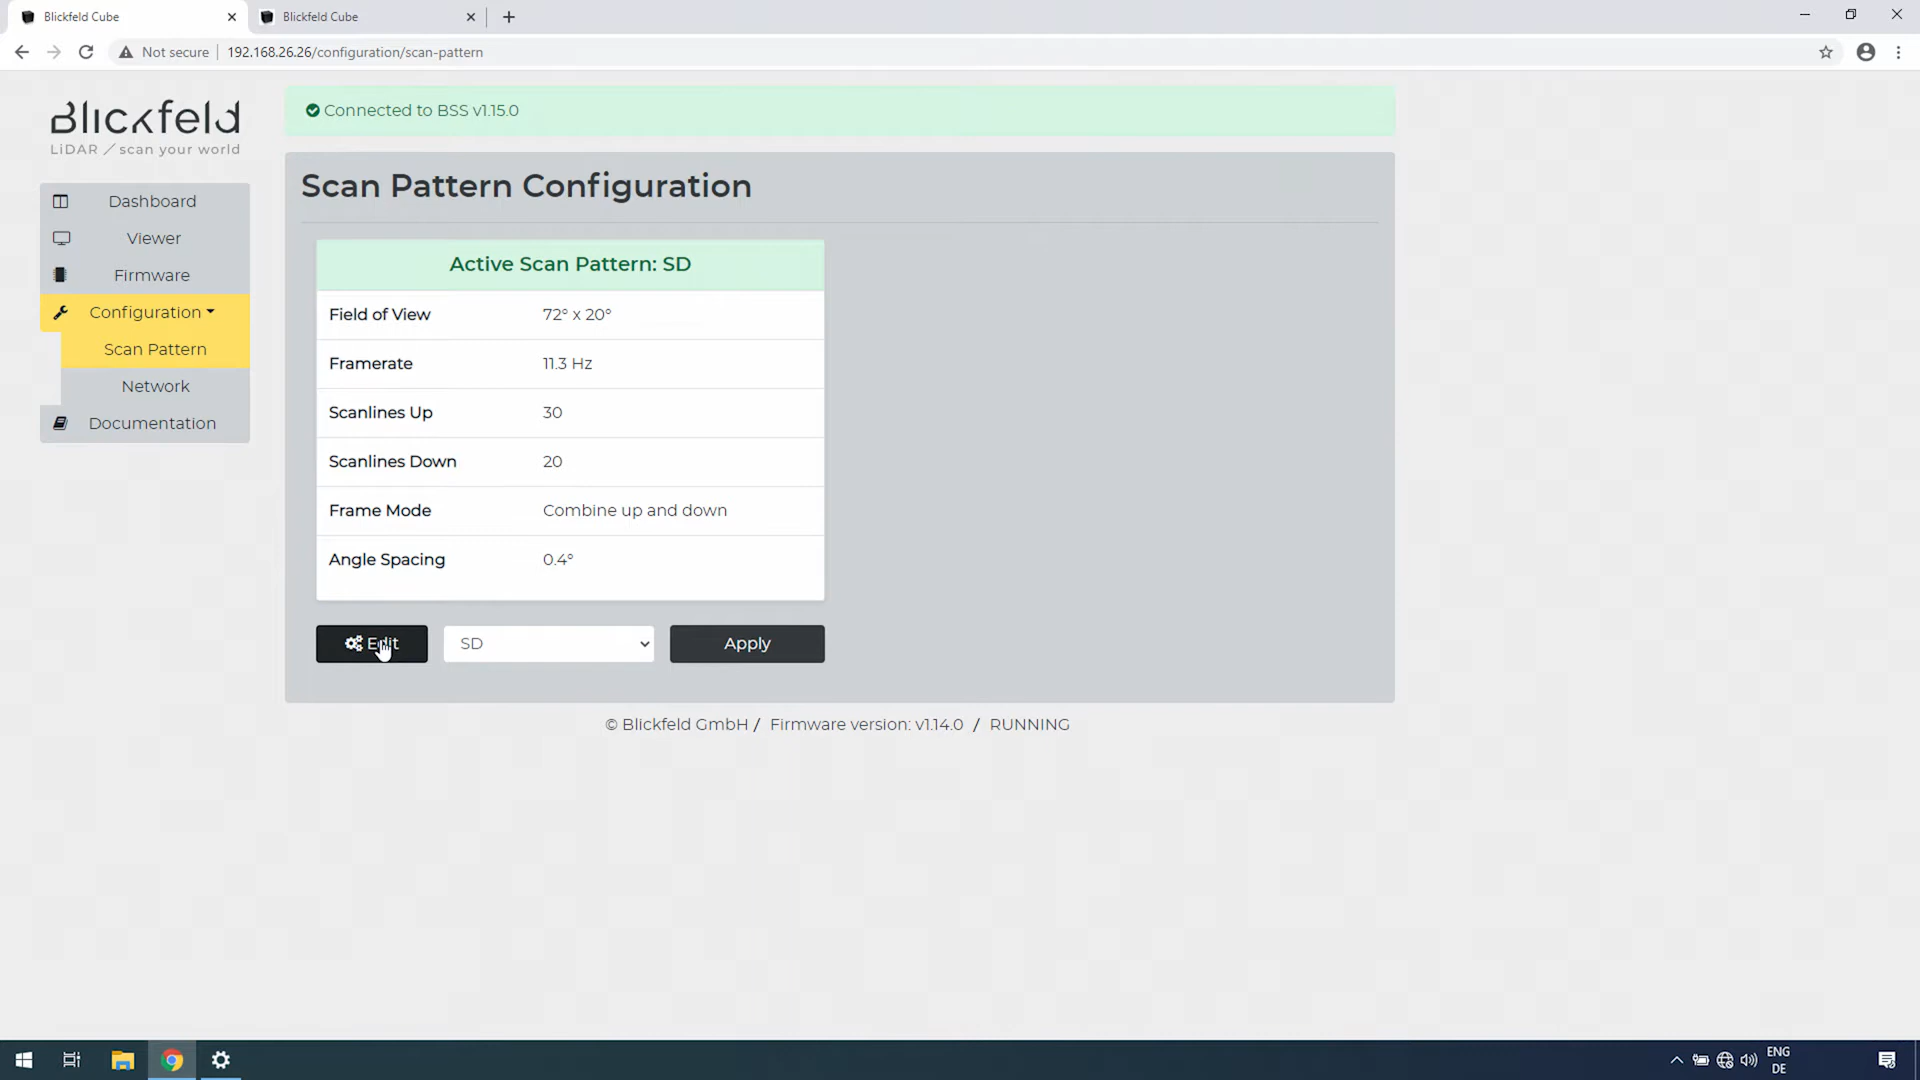 Blickfeld Cube
Blickfeld Cube
Not secure
192.168.26.26/configuration/scan-pattern
Blickfeld
LiDAR / scan your world
Connected to BSS v1.15.0
Dashboard
Viewer
Firmware
Configuration
Scan Pattern
Network
Documentation
Scan Pattern Configuration
Active Scan Pattern: SD
Field of View 72° x 20°
Framerate 11.3 Hz
Scanlines Up 30
Scanlines Down 20
Frame Mode Combine up and down
Angle Spacing 0.4°
Edit SD Apply
© Blickfeld GmbH / Firmware version: v1.14.0 / RUNNING
ENG
DE